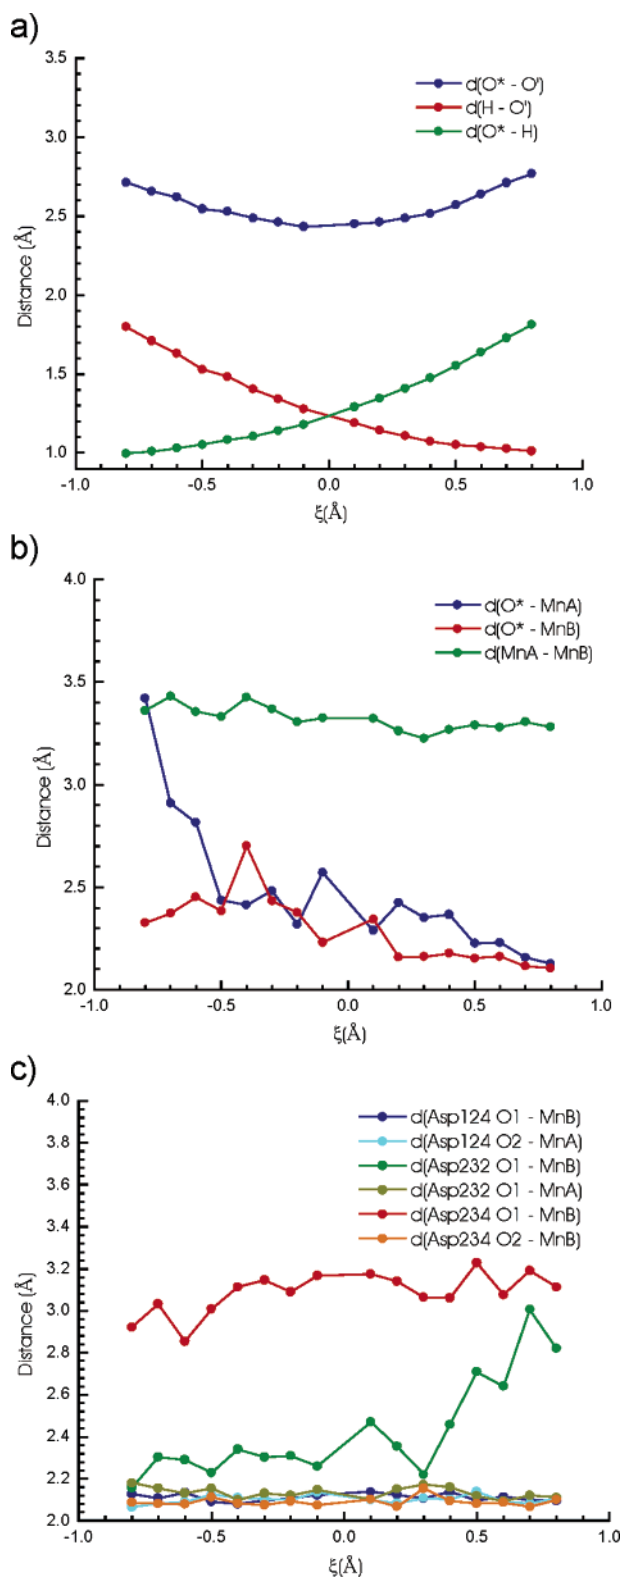 a)
3.5
d(O* - O')
d(H - O')
d(O* - H)
3.0
2.5
Distance (Å)
2.0
1.5
1.0
-1.0 -0.5 0.0 0.5 1.0
ξ(Å)
b)
4.0
d(O* - MnA)
d(O* - MnB)
d(MnA - MnB)
3.5
Distance (Å)
3.0
2.5
2.0
-1.0 -0.5 0.0 0.5 1.0
ξ(Å)
c)
4.0
d(Asp124 O1 - MnB)
d(Asp124 O2 - MnA)
3.8
d(Asp232 O1 - MnB)
d(Asp232 O1 - MnA)
3.6
d(Asp234 O1 - MnB)
d(Asp234 O2 - MnB)
3.4
3.2
Distance (Å)
3.0
2.8
2.6
2.4
2.2
2.0
-1.0 -0.5 0.0 0.5 1.0
ξ(Å)